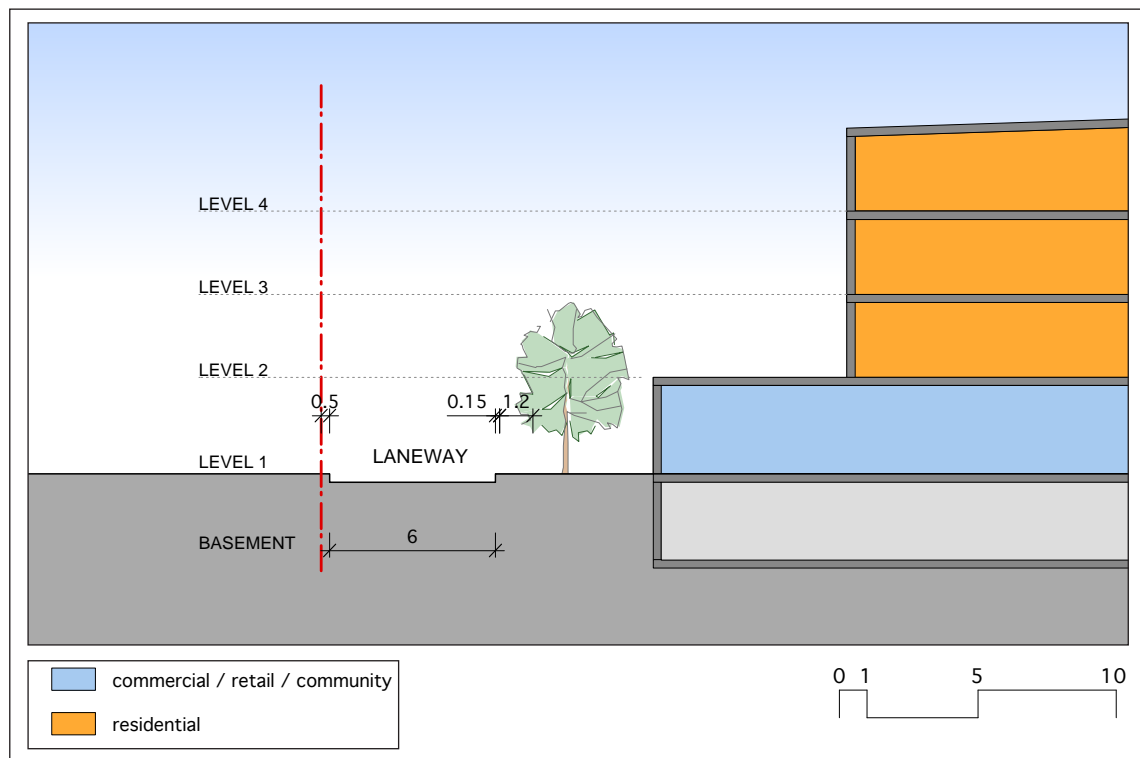 LEVEL 4
LEVEL 3
LEVEL 2
0.5 0.15 1.2
LANEWAY
LEVEL 1
BASEMENT
6
commercial / retail / community
residential
0 1 5 10